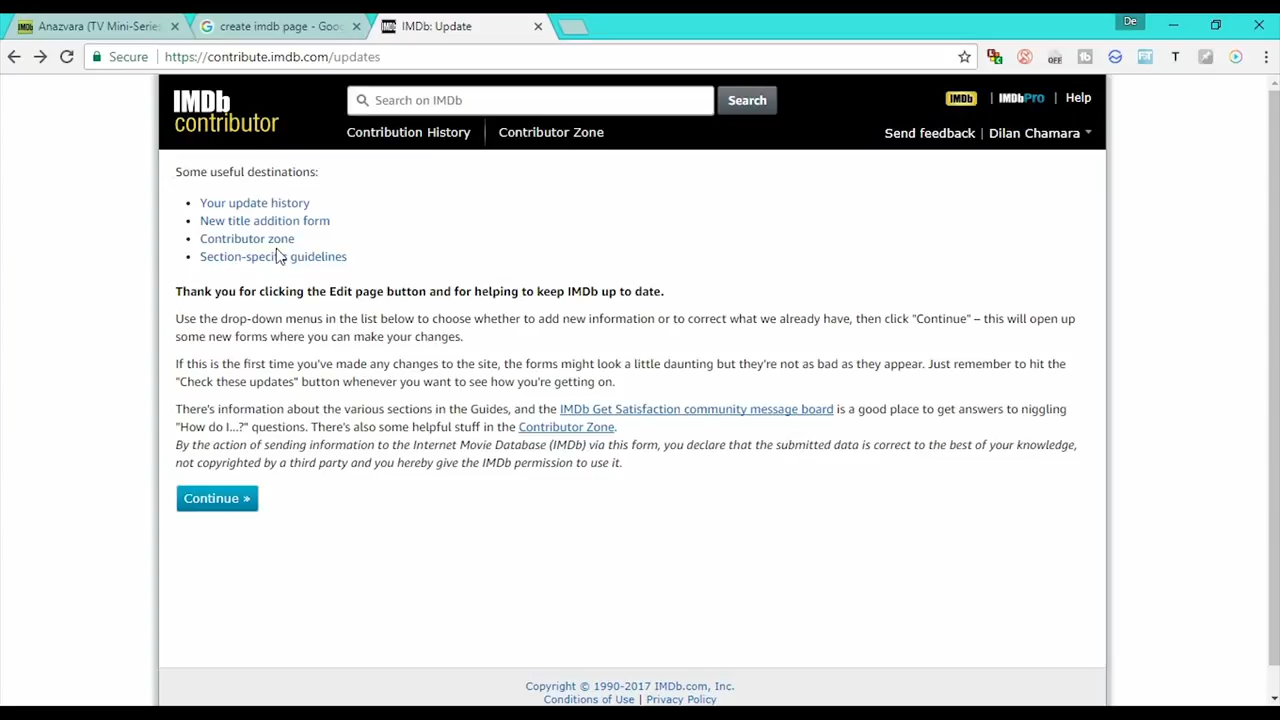 Anazvara (TV Mini-Series
create imdb page - Goo
IMDb: Update
De
Secure
https://contribute.imdb.com/updates
IMDb
contributor
Search on IMDb
Search
IMDb
IMDbPro
Help
Contribution History
Contributor Zone
Send feedback
Dilan Chamara
Some useful destinations:
Your update history
New title addition form
Contributor zone
Section-specific guidelines
Thank you for clicking the Edit page button and for helping to keep IMDb up to date.
Use the drop-down menus in the list below to choose whether to add new information or to correct what we already have, then click "Continue" – this will open up
some new forms where you can make your changes.
If this is the first time you've made any changes to the site, the forms might look a little daunting but they're not as bad as they appear. Just remember to hit the
"Check these updates" button whenever you want to see how you're getting on.
There's information about the various sections in the Guides, and the IMDb Get Satisfaction community message board is a good place to get answers to niggling
"How do I...?" questions. There's also some helpful stuff in the Contributor Zone.
By the action of sending information to the Internet Movie Database (IMDb) via this form, you declare that the submitted data is correct to the best of your knowledge,
not copyrighted by a third party and you hereby give the IMDb permission to use it.
Continue »
Copyright © 1990-2017 IMDb.com, Inc.
Conditions of Use | Privacy Policy